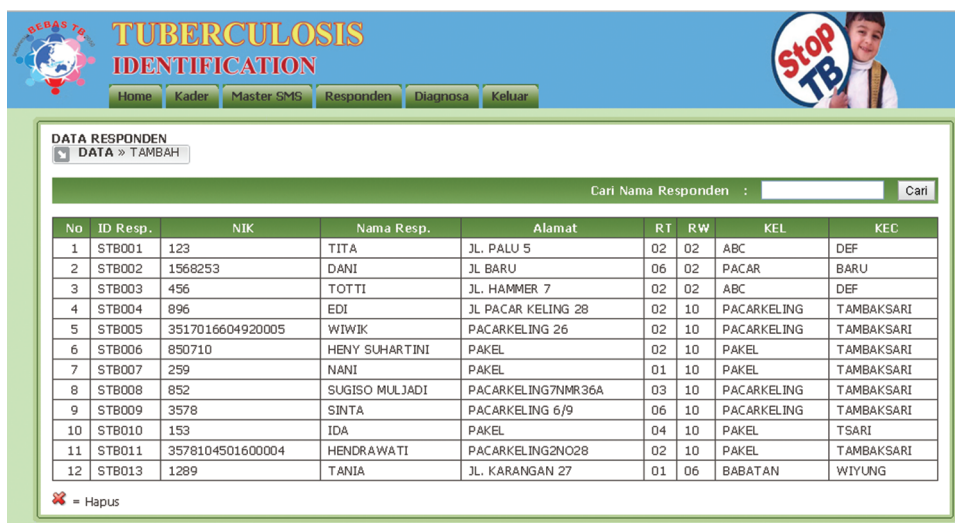 BEBAS TB
TUBERCULOSIS
IDENTIFICATION
Stop
TB
Home Kader Master SMS Responden Diagnosa Keluar
DATA RESPONDEN
DATA » TAMBAH
Cari Nama Responden : Cari
No ID Resp. NIK Nama Resp. Alamat RT RW KEL KEC
1 STB001 123 TITA JL. PALU 5 02 02 ABC DEF
2 STB002 1568253 DANI JL BARU 06 02 PACAR BARU
3 STB003 456 TOTTI JL. HAMMER 7 02 02 ABC DEF
4 STB004 896 EDI JL PACAR KELING 28 02 10 PACARKELING TAMBAKSARI
5 STB005 3517016604920005 WIWIK PACARKELING 26 02 10 PACARKELING TAMBAKSARI
6 STB006 850710 HENY SUHARTINI PAKEL 02 10 PAKEL TAMBAKSARI
7 STB007 259 NANI PAKEL 01 10 PAKEL TAMBAKSARI
8 STB008 852 SUGISO MULJADI PACARKELING7NMR36A 03 10 PACARKELING TAMBAKSARI
9 STB009 3578 SINTA PACARKELING 6/9 06 10 PACARKELING TAMBAKSARI
10 STB010 153 IDA PAKEL 04 10 PAKEL TSARI
11 STB011 3578104501600004 HENDRAWATI PACARKELING2NO28 02 10 PAKEL TAMBAKSARI
12 STB013 1289 TANIA JL. KARANGAN 27 01 06 BABATAN WIYUNG
= Hapus